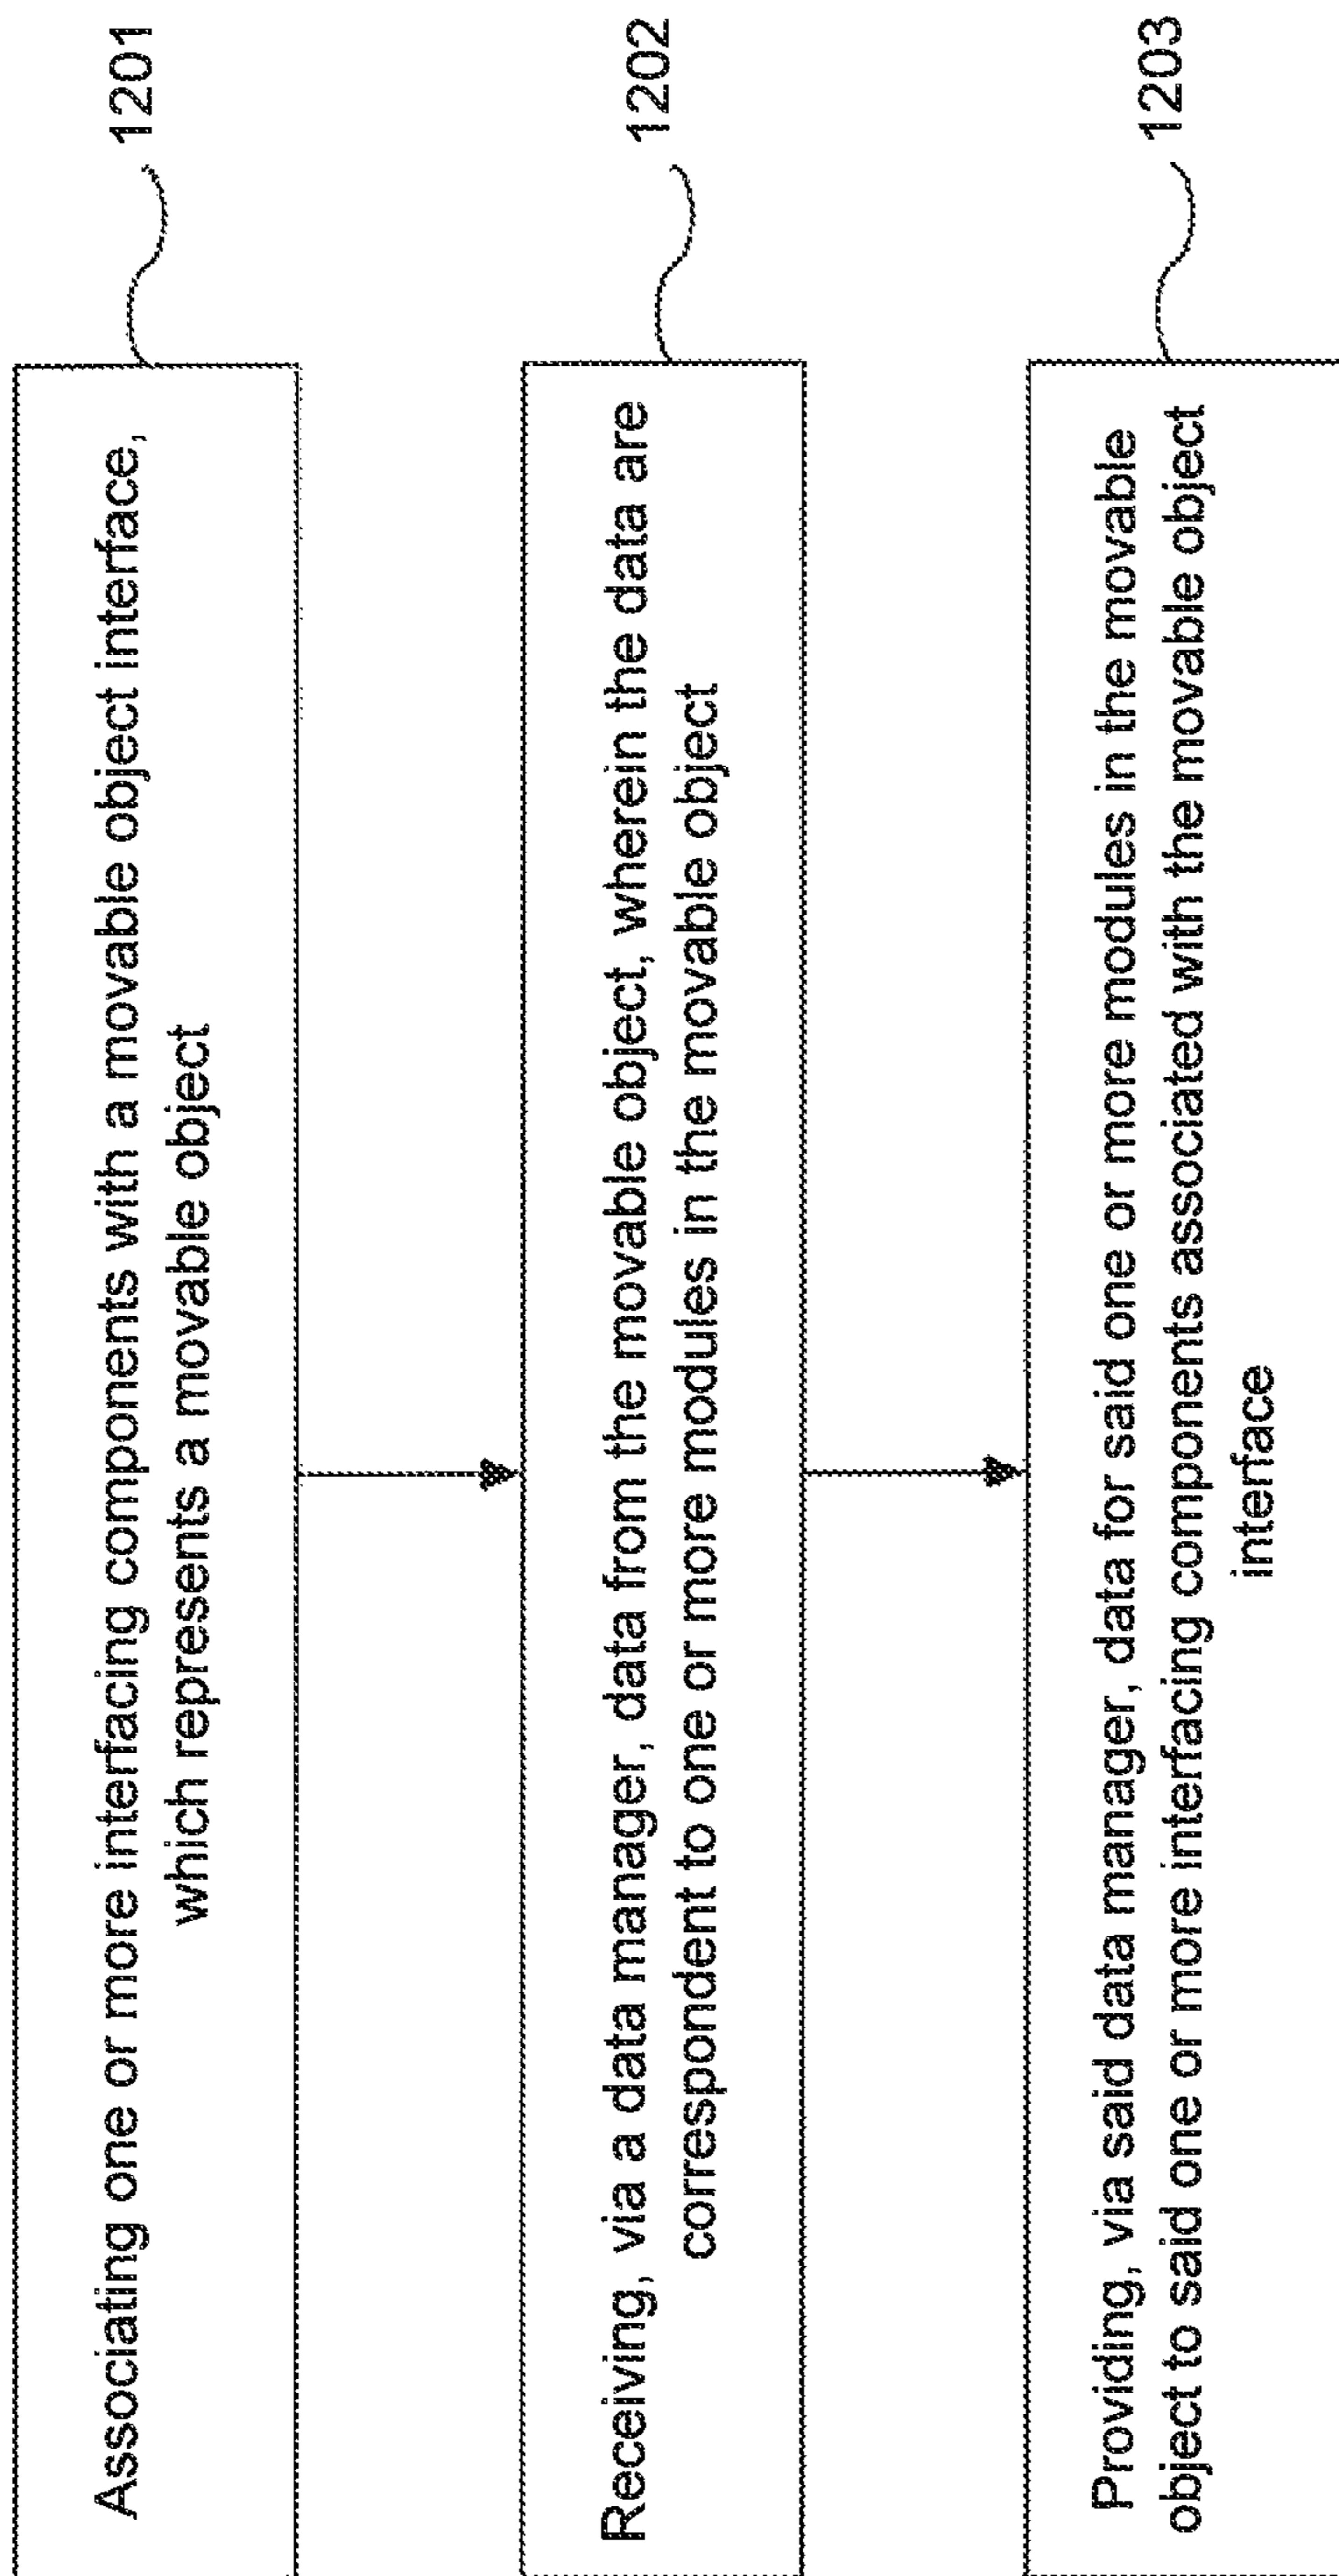 Associating one or more interfacing components with a movable object interface,
which represents a movable object
1201
Receiving, via a data manager, data from the movable object, wherein the data are
correspondent to one or more modules in the movable object
1202
Providing, via said data manager, data for said one or more modules in the movable
object to said one or more interfacing components associated with the movable object
interface
1203